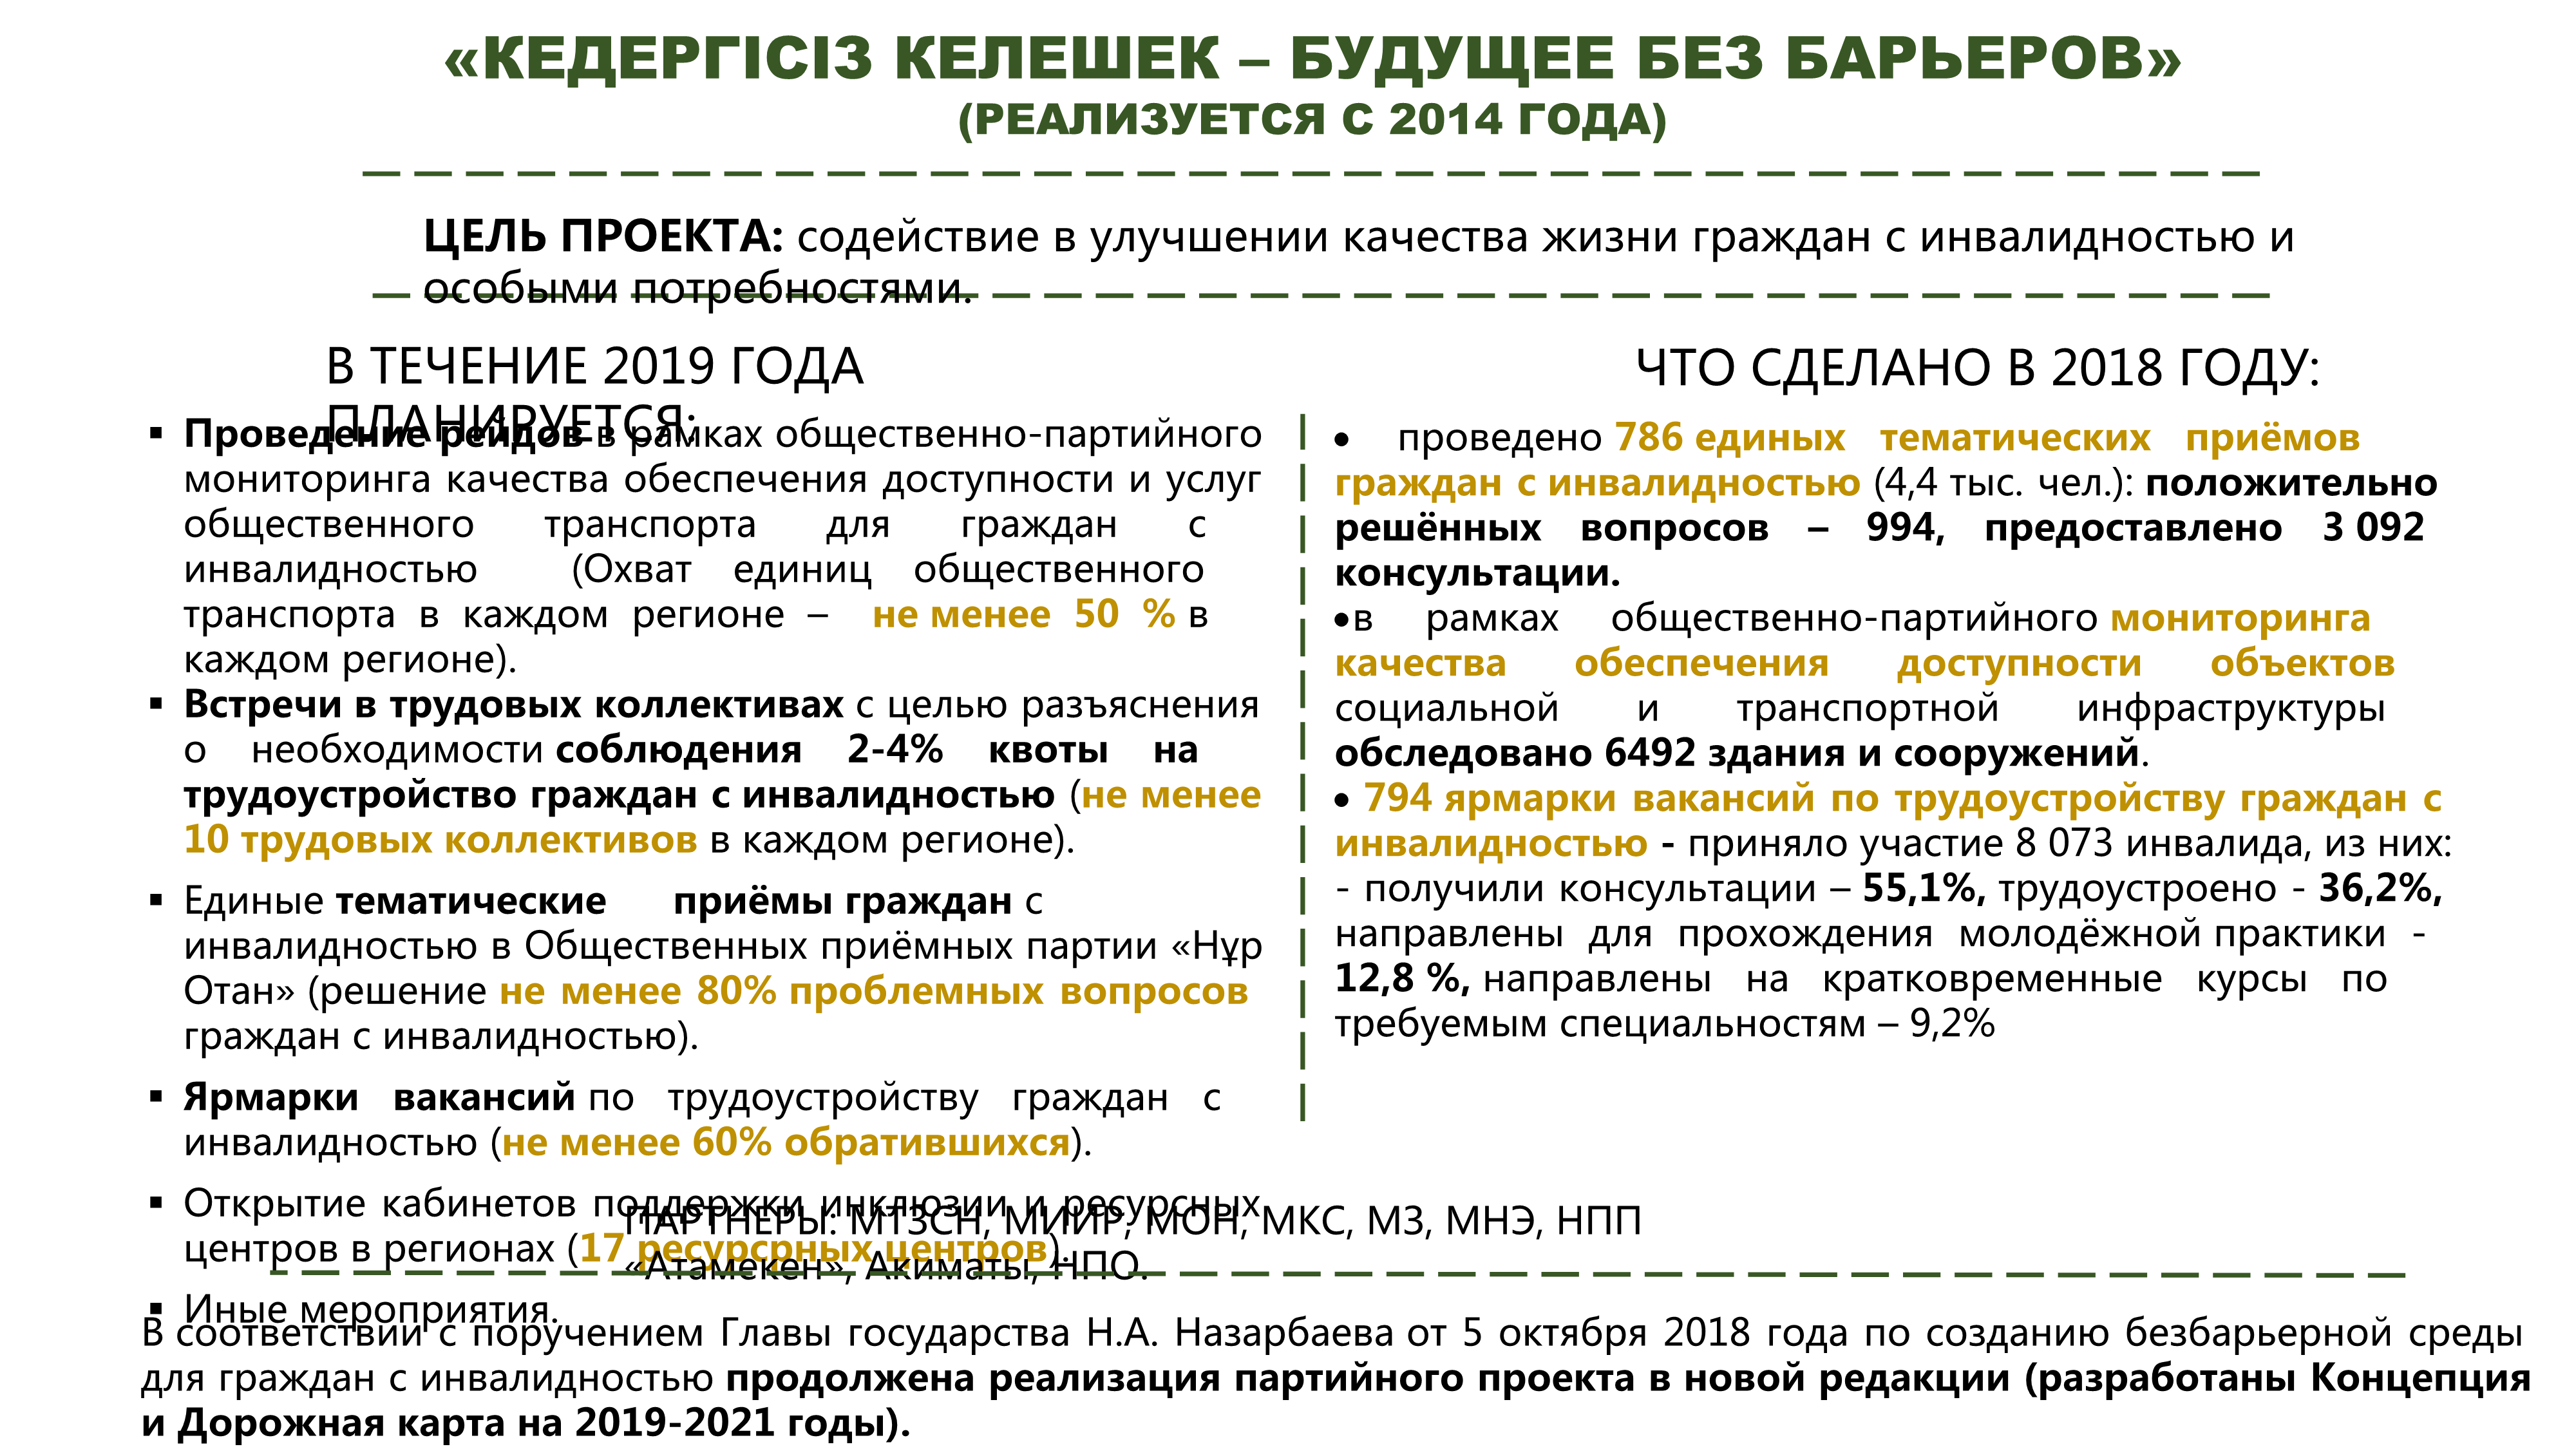 «КЕДЕРГІСІЗ КЕЛЕШЕК – БУДУЩЕЕ БЕЗ БАРЬЕРОВ»
(РЕАЛИЗУЕТСЯ С 2014 ГОДА)
ЦЕЛЬ ПРОЕКТА: содействие в улучшении качества жизни граждан с инвалидностью и
особыми потребностями.
В ТЕЧЕНИЕ 2019 ГОДА
ПЛАНИРУЕТСЯ:
▪ Проведение рейдов в рамках общественно-партийного
мониторинга качества обеспечения доступности и услуг
общественного транспорта для граждан с
инвалидностью (Охват единиц общественного
транспорта в каждом регионе – не менее 50 % в
каждом регионе).
▪ Встречи в трудовых коллективах с целью разъяснения
о необходимости соблюдения 2-4% квоты на
трудоустройство граждан с инвалидностью (не менее
10 трудовых коллективов в каждом регионе).
▪ Единые тематические приёмы граждан с
инвалидностью в Общественных приёмных партии «Нұр
Отан» (решение не менее 80% проблемных вопросов
граждан с инвалидностью).
▪ Ярмарки вакансий по трудоустройству граждан с
инвалидностью (не менее 60% обратившихся).
▪ Открытие кабинетов поддержки инклюзии и ресурсных
центров в регионах (17 ресурсрных центров).
▪ Иные мероприятия.
ЧТО СДЕЛАНО В 2018 ГОДУ:
• проведено 786 единых тематических приёмов
граждан с инвалидностью (4,4 тыс. чел.): положительно
решённых вопросов – 994, предоставлено 3 092
консультации.
•в рамках общественно-партийного мониторинга
качества обеспечения доступности объектов
социальной и транспортной инфраструктуры
обследовано 6492 здания и сооружений.
• 794 ярмарки вакансий по трудоустройству граждан с
инвалидностью - приняло участие 8 073 инвалида, из них:
- получили консультации – 55,1%, трудоустроено - 36,2%,
направлены для прохождения молодёжной практики -
12,8 %, направлены на кратковременные курсы по
требуемым специальностям – 9,2%
ПАРТНЕРЫ: МТЗСН, МИИР, МОН, МКС, МЗ, МНЭ, НПП
«Атамекен», Акиматы, НПО.
В соответствии с поручением Главы государства Н.А. Назарбаева от 5 октября 2018 года по созданию безбарьерной среды
для граждан с инвалидностью продолжена реализация партийного проекта в новой редакции (разработаны Концепция
и Дорожная карта на 2019-2021 годы).